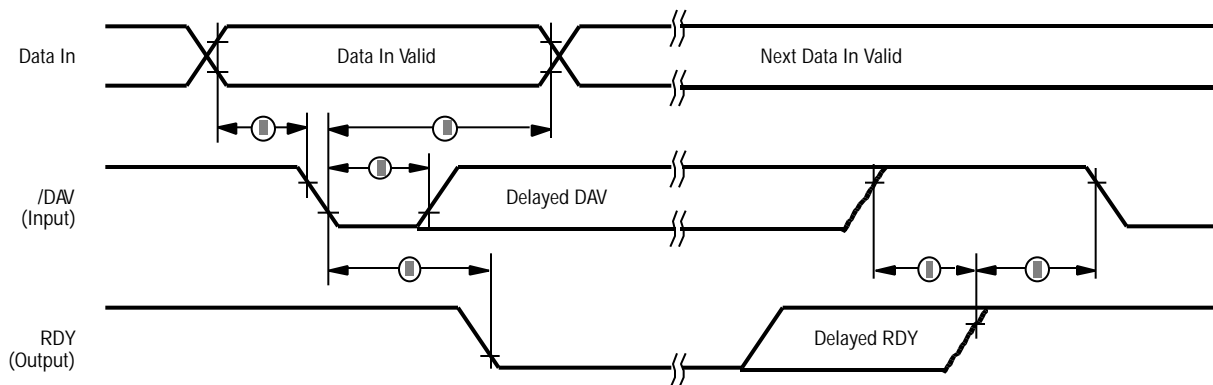 Data In
Data In Valid
Next Data In Valid
/DAV
(Input)
Delayed DAV
RDY
(Output)
Delayed RDY